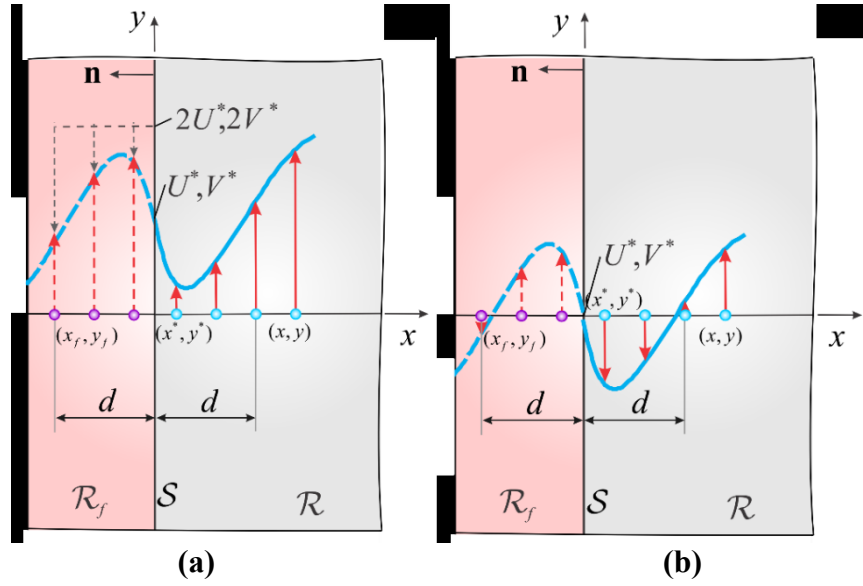 y
n
2U*,2V*
U*,V*
(x_f, y_f)
(x*, y*)
(x, y)
x
d
d
ℛ_f
𝒮
ℛ
(a)
y
n
U*,V*
(x*, y*)
(x_f, y_f)
(x, y)
x
d
d
ℛ_f
𝒮
ℛ
(b)